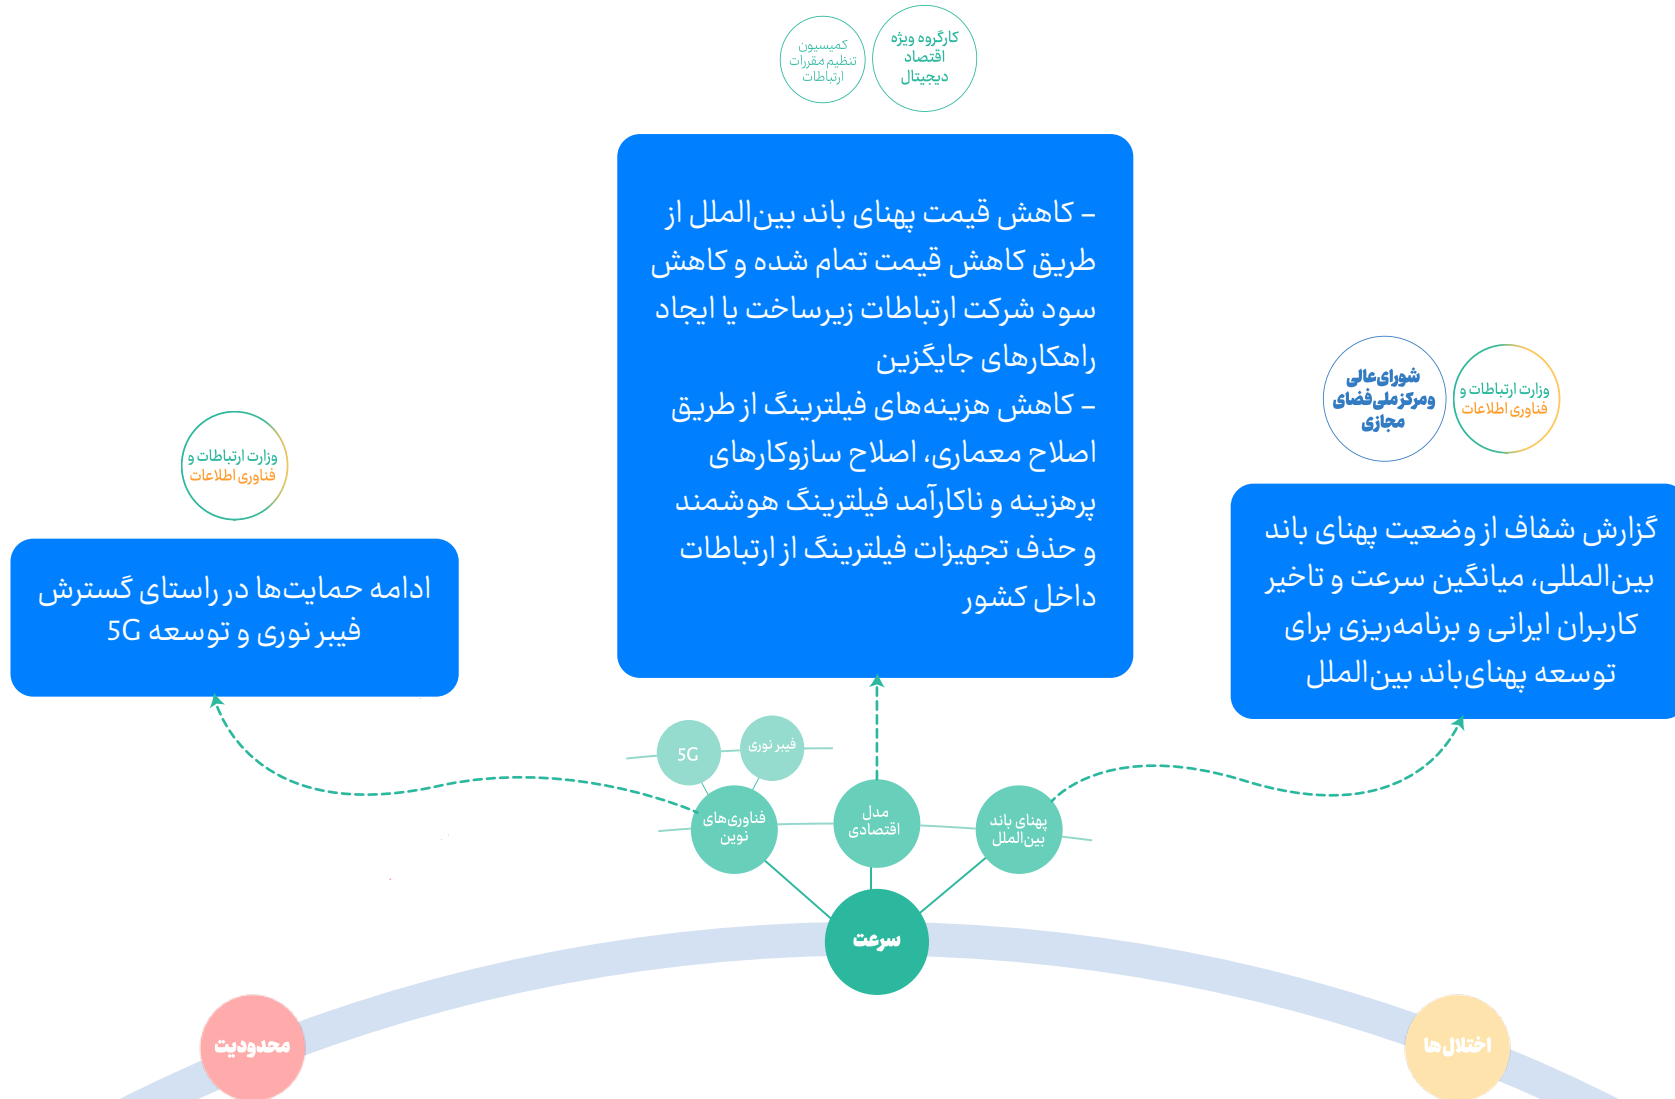 کارگروه ویژه
اقتصاد
دیجیتال
کمیسیون
تنظیم مقررات
ارتباطات
– کاهش قیمت پهنای باند بین‌الملل از
طریق کاهش قیمت تمام شده و کاهش
سود شرکت ارتباطات زیرساخت یا ایجاد
راهکارهای جایگزین
– کاهش هزینه‌های فیلترینگ از طریق
اصلاح معماری، اصلاح سازوکارهای
پرهزینه و ناکارآمد فیلترینگ هوشمند
و حذف تجهیزات فیلترینگ از ارتباطات
داخل کشور
وزارت ارتباطات و
فناوری اطلاعات
شورای‌عالی
ومرکز ملی‌فضای
مجازی
گزارش شفاف از وضعیت پهنای باند
بین‌المللی، میانگین سرعت و تاخیر
کاربران ایرانی و برنامه‌ریزی برای
توسعه پهنای‌باند بین‌الملل
وزارت ارتباطات و
فناوری اطلاعات
ادامه حمایت‌ها در راستای گسترش
فیبر نوری و توسعه 5G
فیبر نوری
5G
پهنای باند
بین‌الملل
مدل
اقتصادی
فناوری‌های
نوین
سرعت
اختلال‌ها
محدودیت